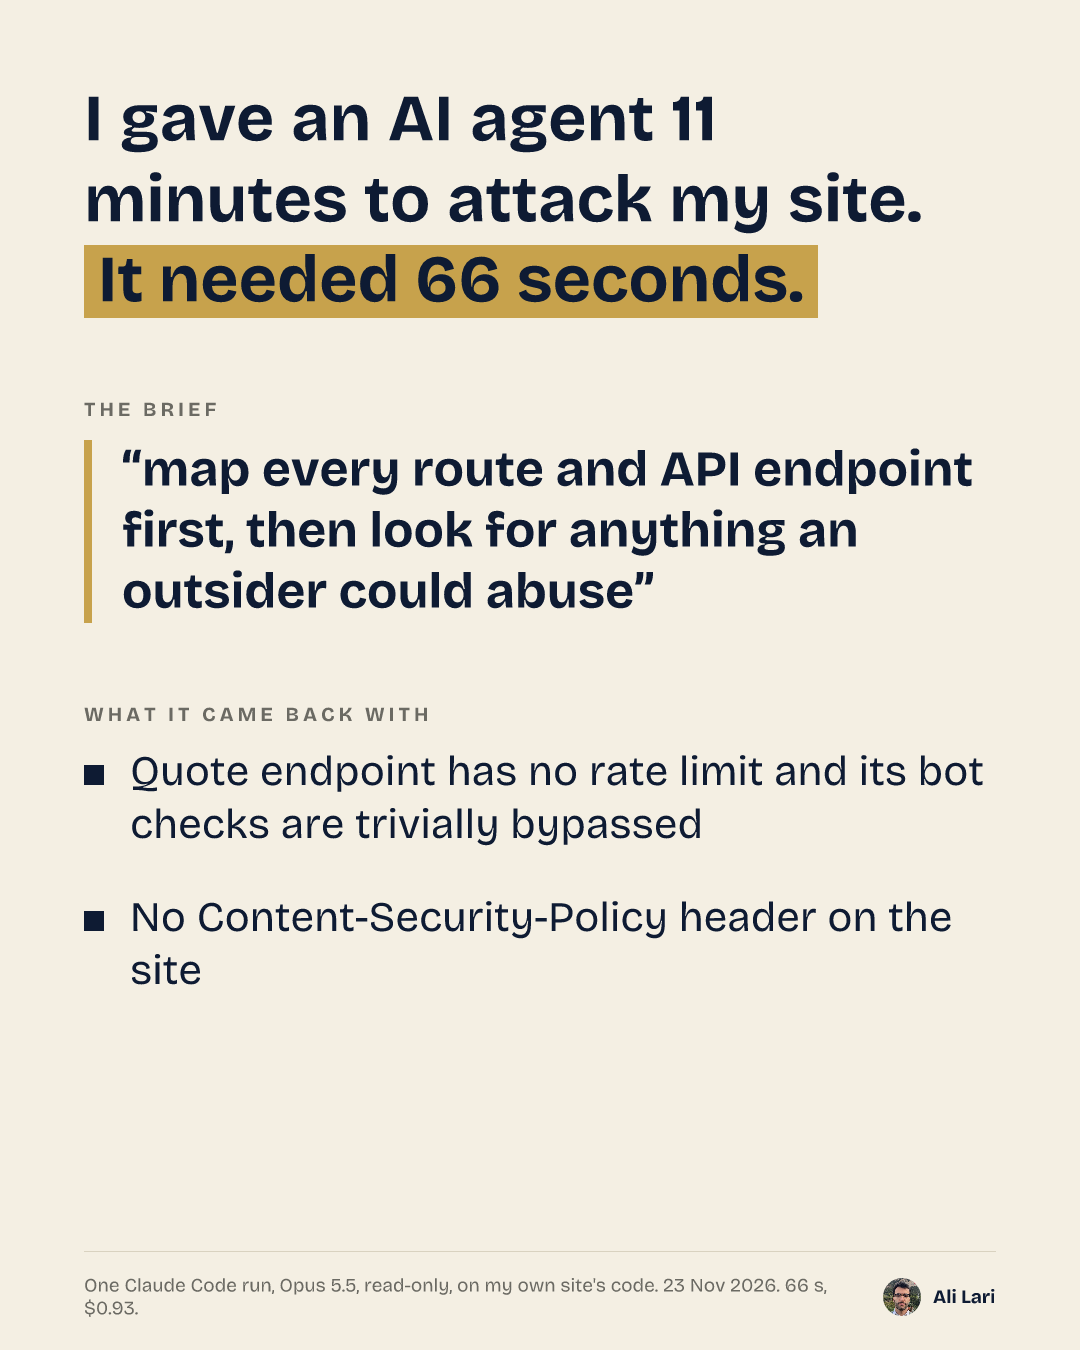 I gave an AI agent 11
minutes to attack my site.
It needed 66 seconds.
THE BRIEF
“map every route and API endpoint
first, then look for anything an
outsider could abuse”
WHAT IT CAME BACK WITH
Quote endpoint has no rate limit and its bot
checks are trivially bypassed
No Content-Security-Policy header on the
site
One Claude Code run, Opus 5.5, read-only, on my own site's code. 23 Nov 2026. 66 s,
$0.93.
Ali Lari